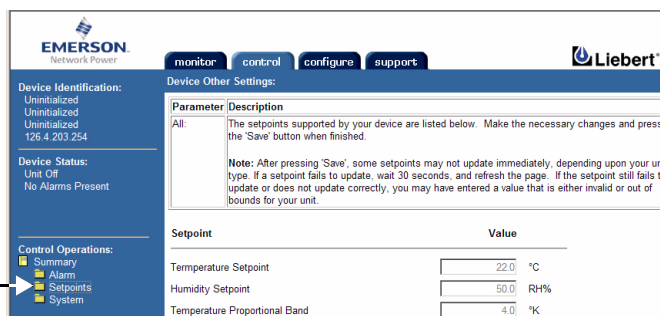 EMERSON.
Network Power
monitor control configure support
Liebert®
Device Identification:
Uninitialized
Uninitialized
Uninitialized
126.4.203.254
Device Status:
Unit Off
No Alarms Present
Control Operations:
Summary
Alarm
Setpoints
System
Device Other Settings:
Parameter Description
All: The setpoints supported by your device are listed below. Make the necessary changes and press
the 'Save' button when finished.
Note: After pressing 'Save', some setpoints may not update immediately, depending upon your
type. If a setpoint fails to update, wait 30 seconds, and refresh the page. If the setpoint still fails
update or does not update correctly, you may have entered a value that is either invalid or out of
bounds for your unit.
Setpoint Value
Termperature Setpoint 22.0 °C
Humidity Setpoint 50.0 RH%
Temperature Proportional Band 4.0 °K